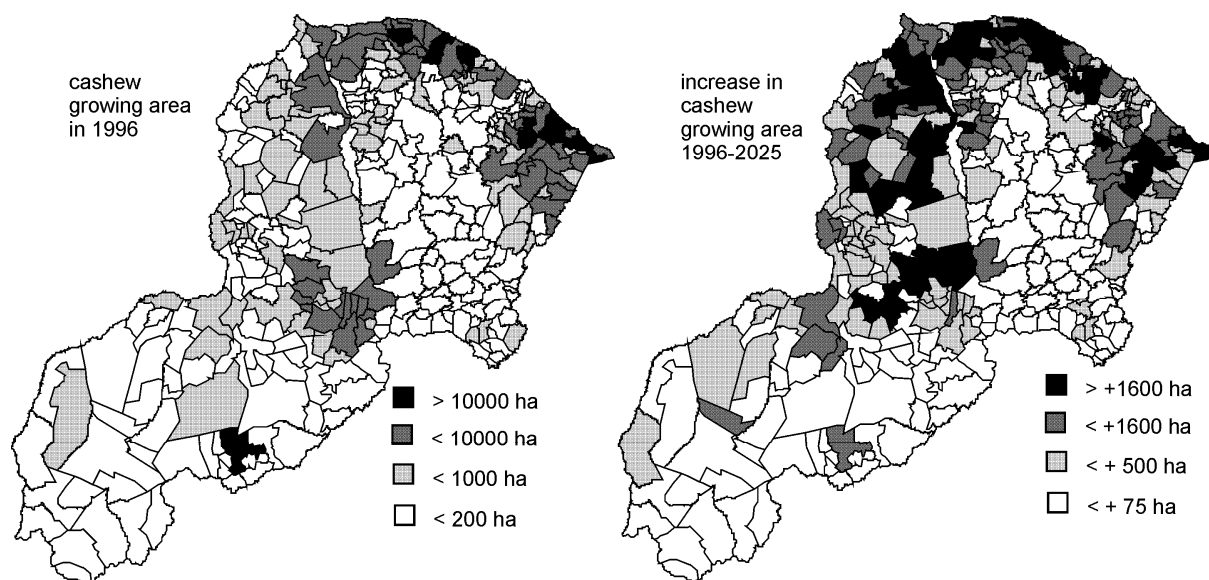 cashew
growing area
in 1996
> 10000 ha
< 10000 ha
< 1000 ha
< 200 ha
increase in
cashew
growing area
1996-2025
> +1600 ha
< +1600 ha
< + 500 ha
< + 75 ha